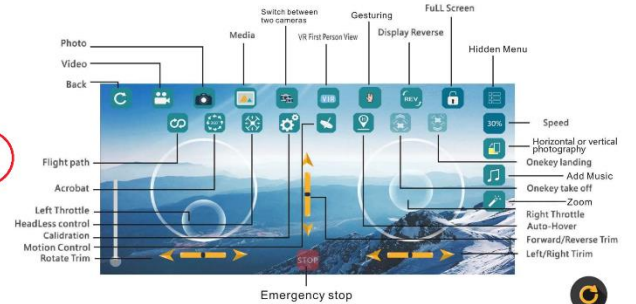 Switch between
two cameras
Gesturing
FuLL Screen
Photo
Media
VR First Person View
Display Reverse
Hidden Menu
Video
Back
REV
VIR
30%
Speed
Horizontal or vertical
photography
Flight path
Onekey landing
Add Music
Acrobat
Onekey take off
Zoom
Left Throttle
Right Throttle
HeadLess control
Auto-Hover
Calidration
Motion Control
Forward/Reverse Trim
Rotate Trim
Left/Right Tirim
STOP
Emergency stop